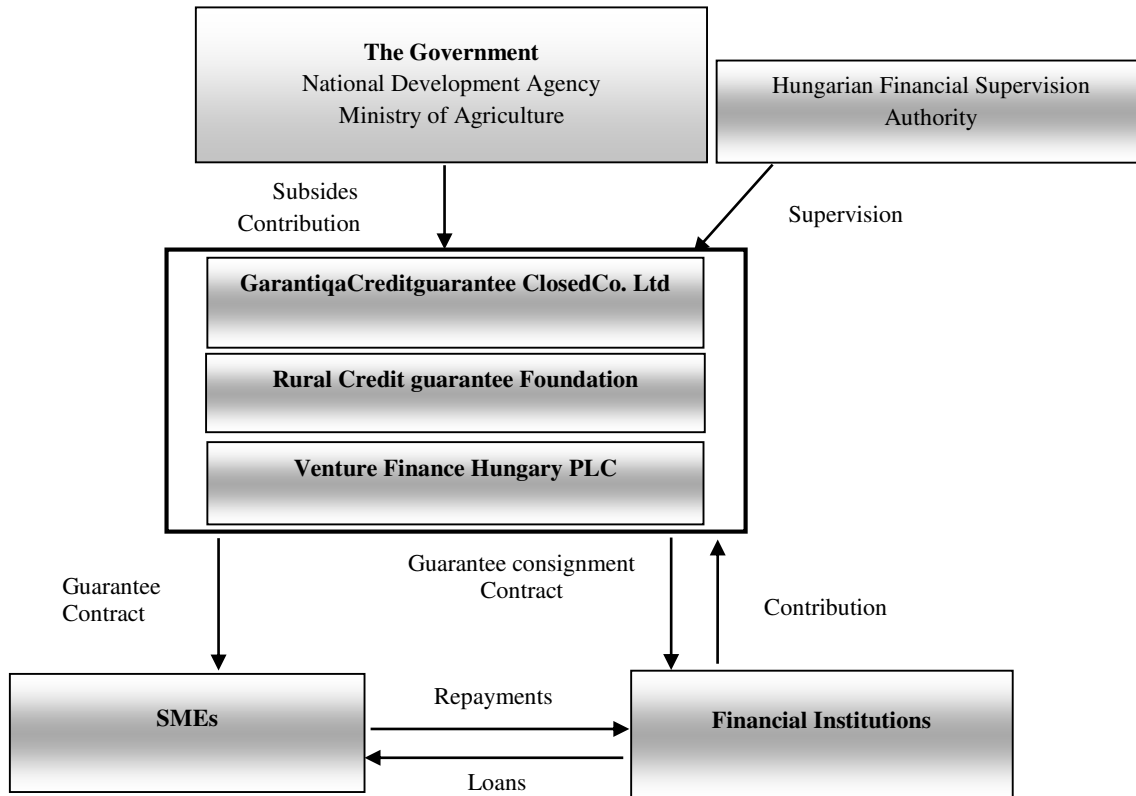 The Government
National Development Agency
Ministry of Agriculture
Hungarian Financial Supervision
Authority
Subsides
Contribution
Supervision
GarantiqaCreditguarantee ClosedCo. Ltd
Rural Credit guarantee Foundation
Venture Finance Hungary PLC
Guarantee
Contract
Guarantee consignment
Contract
Contribution
SMEs
Repayments
Loans
Financial Institutions